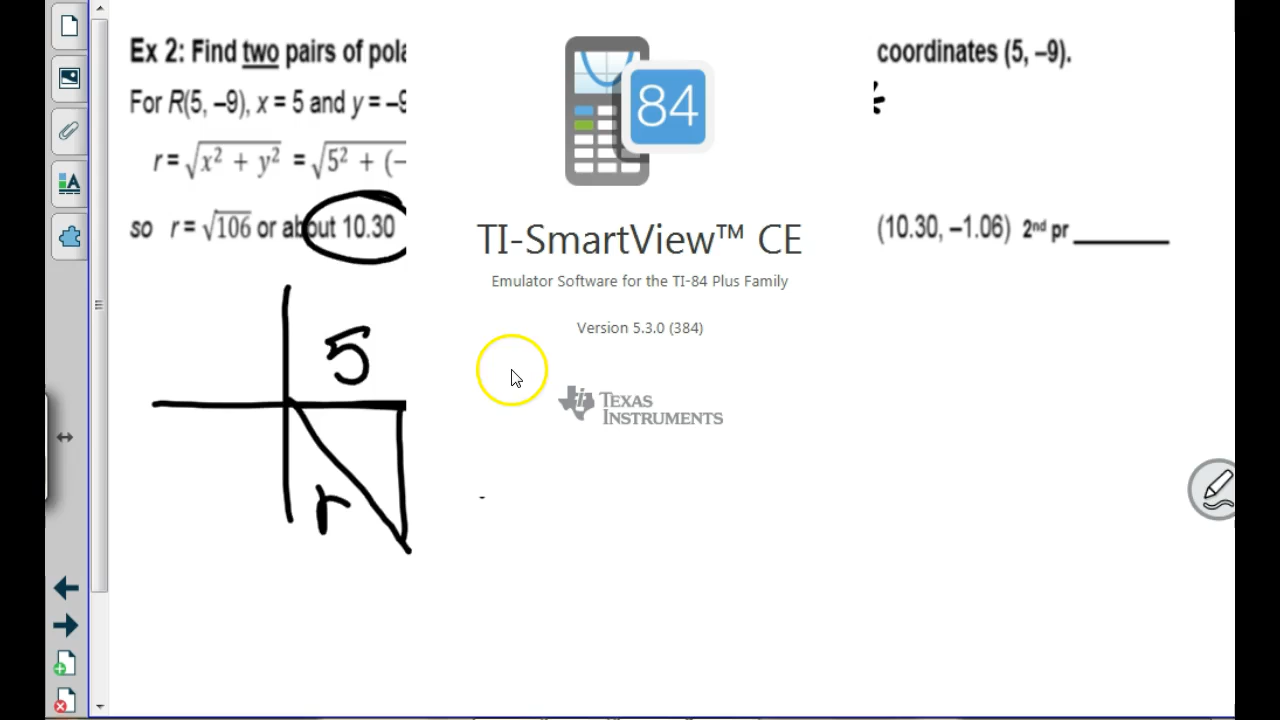 Ex 2: Find two pairs of pola
coordinates (5, –9).
For R(5, –9), x = 5 and y = –9
r = √x² + y² = √5² + (–
so r = √106 or about 10.30
(10.30, –1.06) 2nd pr ______
5
r
84
TI-SmartView™ CE
Emulator Software for the TI-84 Plus Family
Version 5.3.0 (384)
TEXAS
INSTRUMENTS